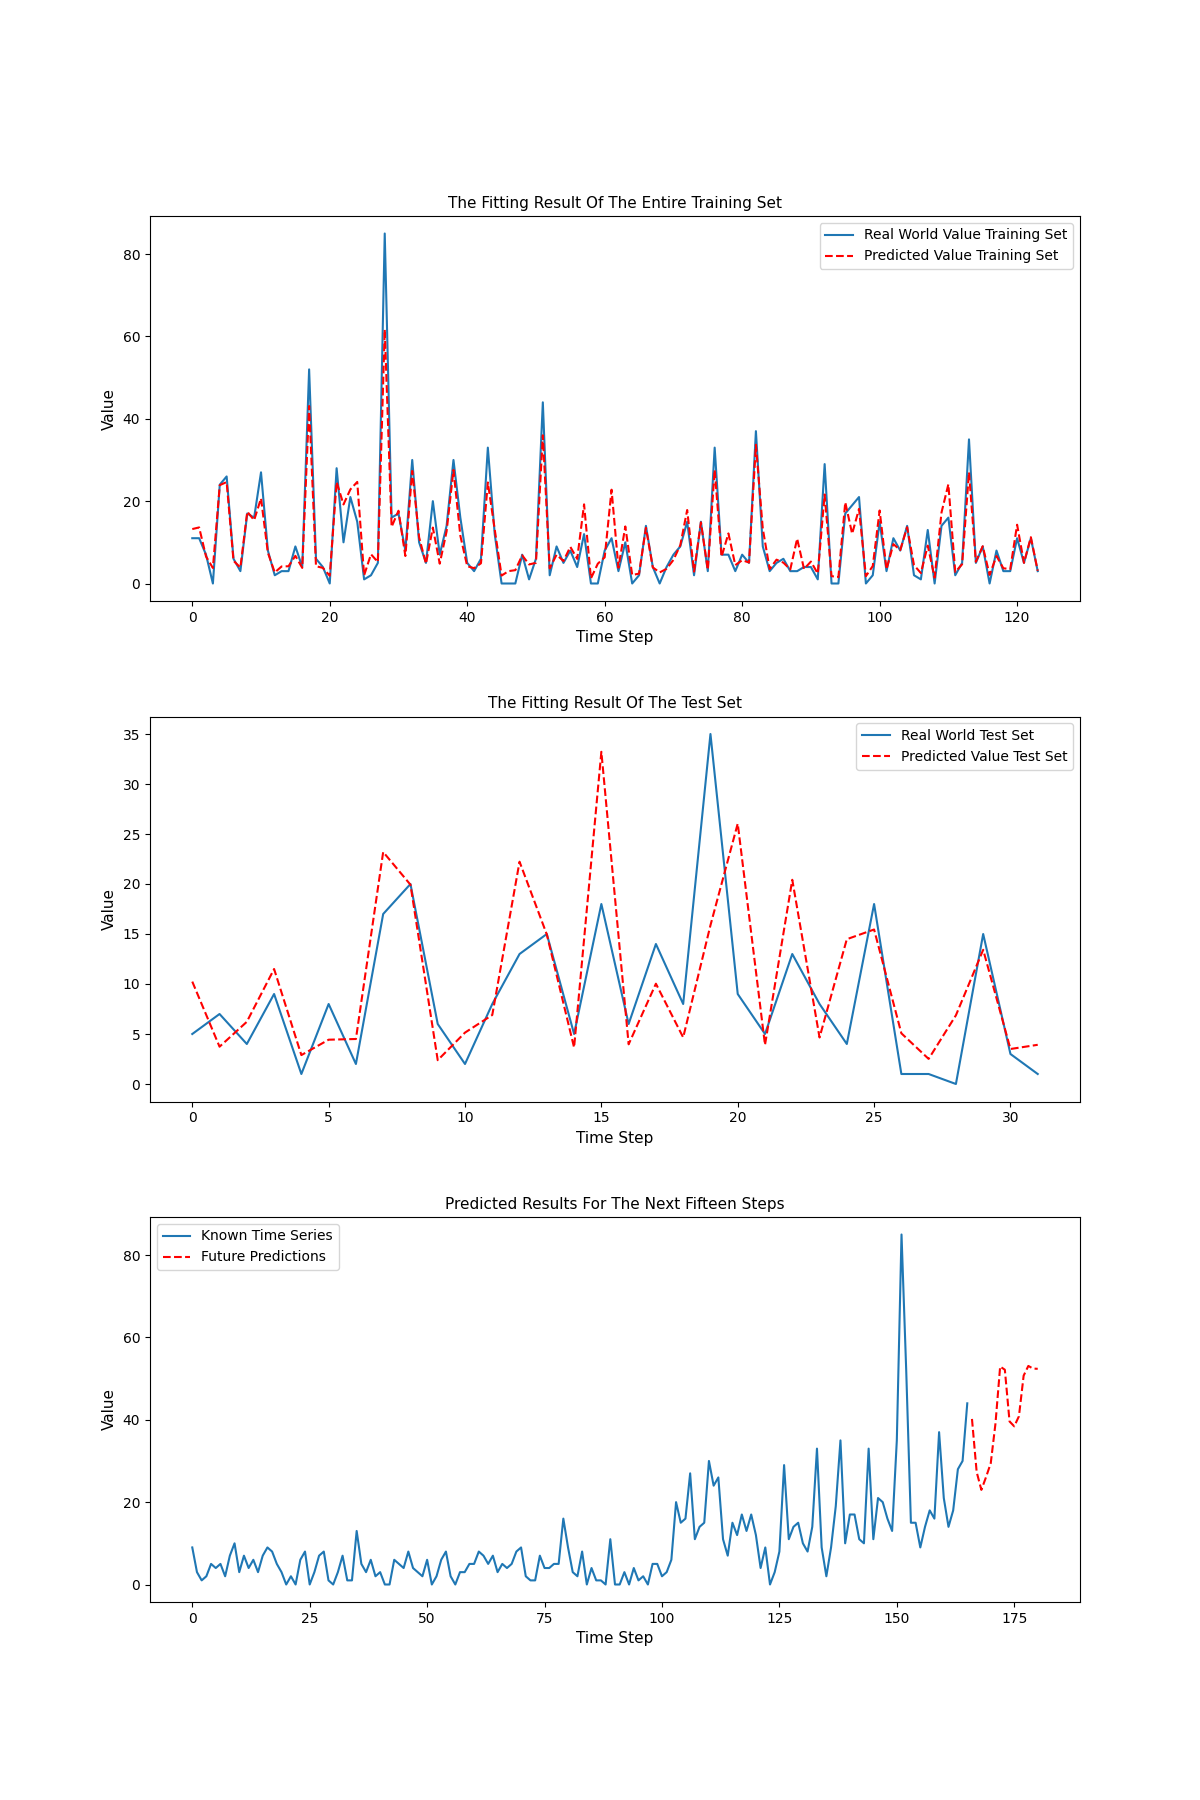 The Fitting Result Of The Entire Training Set
Real World Value Training Set
Predicted Value Training Set
Value
80
60
40
20
0
0 20 40 60 80 100 120
Time Step
The Fitting Result Of The Test Set
Real World Test Set
Predicted Value Test Set
Value
35
30
25
20
15
10
5
0
0 5 10 15 20 25 30
Time Step
Predicted Results For The Next Fifteen Steps
Known Time Series
Future Predictions
Value
80
60
40
20
0
0 25 50 75 100 125 150 175
Time Step